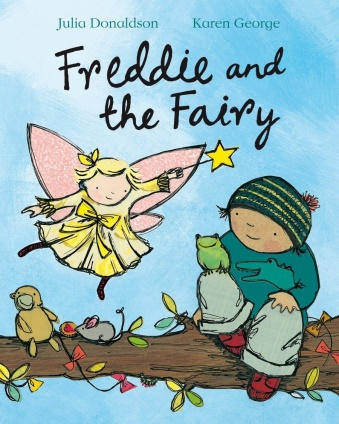 Julia Donaldson Karen George
Freddie and
the Fairy